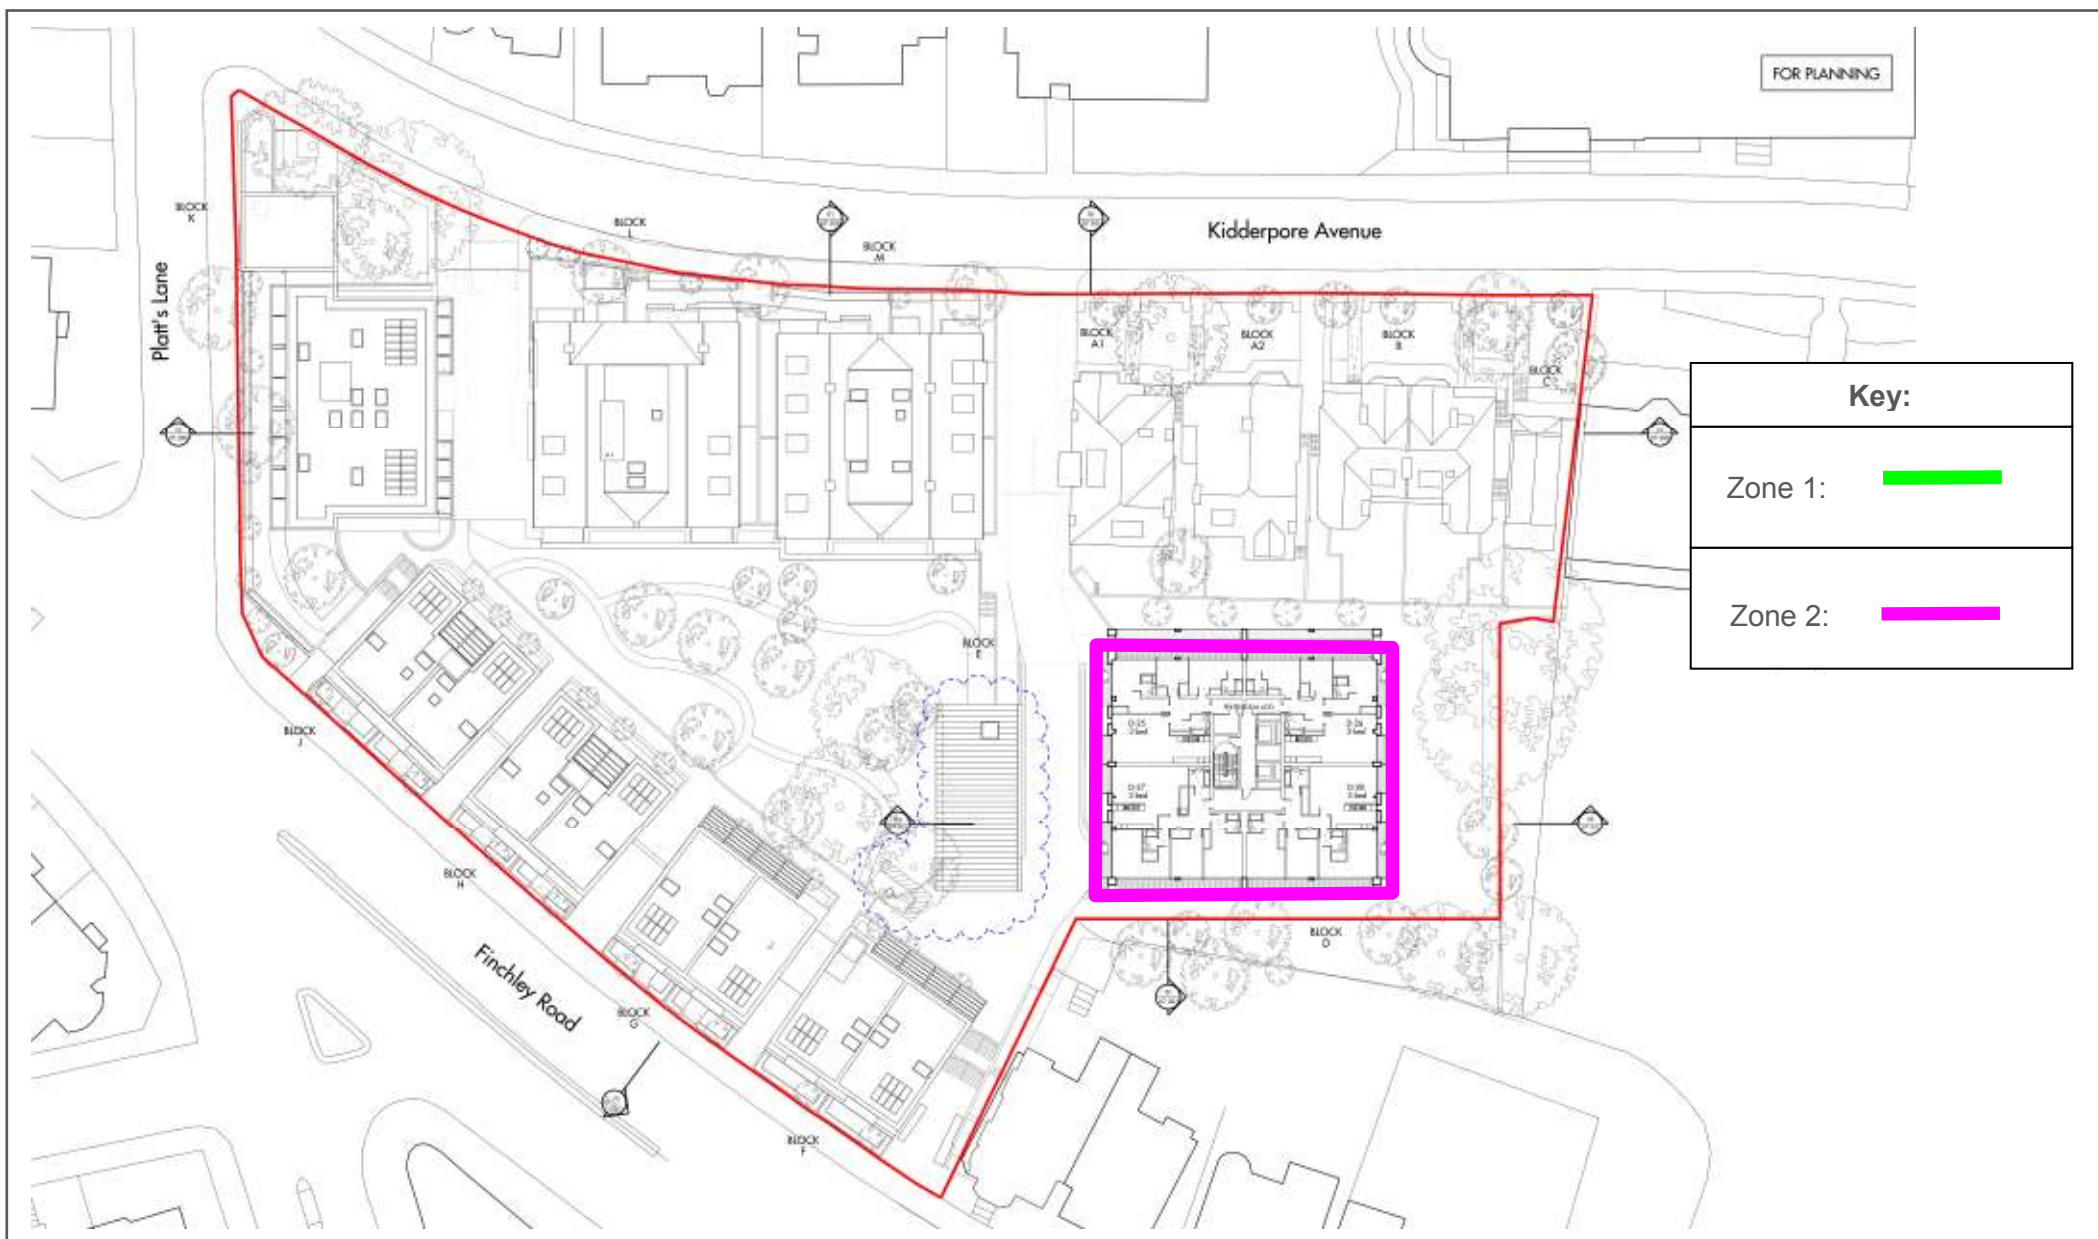 FOR PLANNING
BLOCK
K
BLOCK
L
BLOCK
M
Kidderpore Avenue
Platt's Lane
BLOCK
A1
BLOCK
A2
BLOCK
B
BLOCK
C
Key:
Zone 1:
Zone 2:
BLOCK
E
BLOCK
J
BLOCK
H
BLOCK
G
BLOCK
F
BLOCK
D
Finchley Road